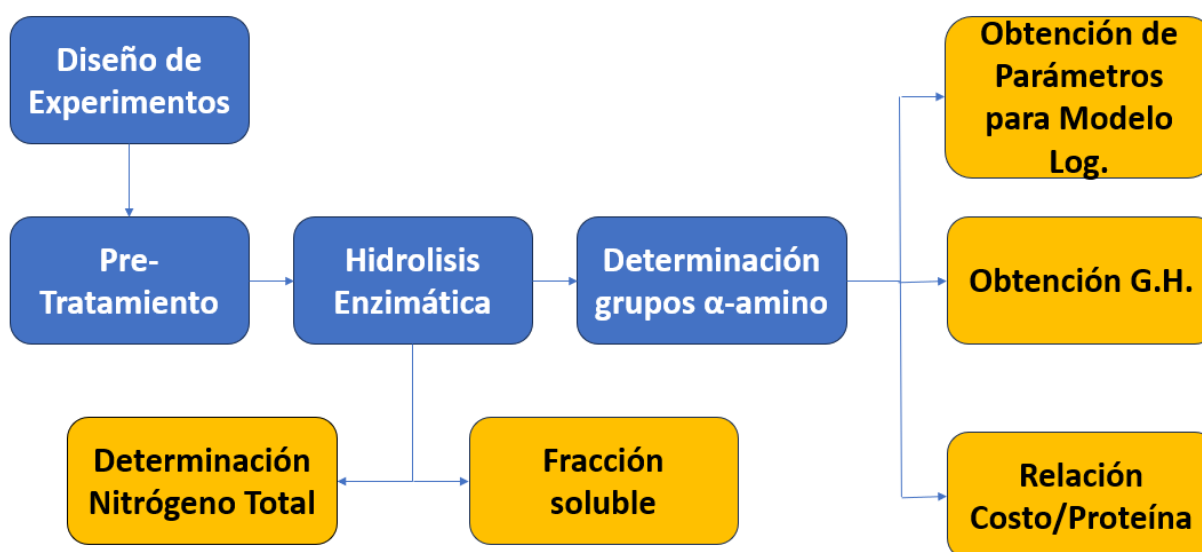 Diseño de
Experimentos
Obtención de
Parámetros
para Modelo
Log.
Pre-
Tratamiento
Hidrolisis
Enzimática
Determinación
grupos α-amino
Obtención G.H.
Determinación
Nitrógeno Total
Fracción
soluble
Relación
Costo/Proteína